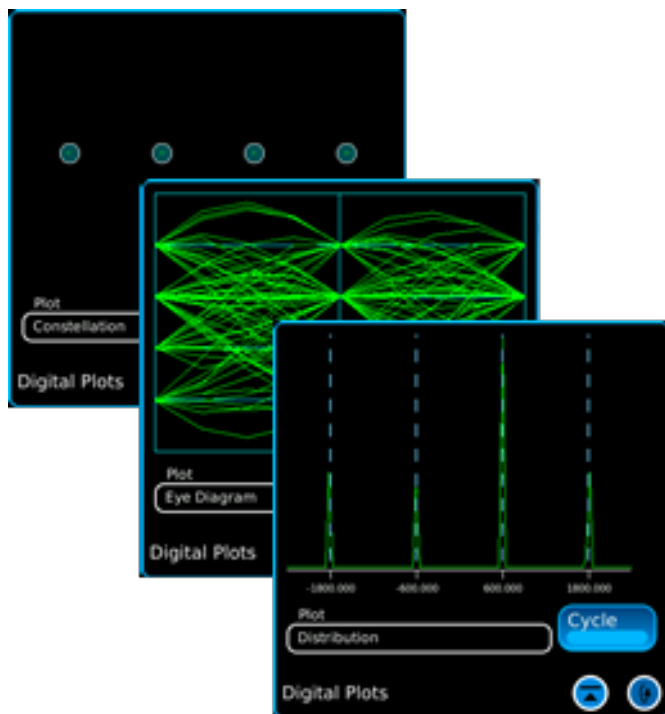 Plot
Constellation
Digital Plots
Plot
Eye Diagram
Digital Plots
-1800.000 -600.000 600.000 1800.000
Plot
Distribution
Cycle
Digital Plots